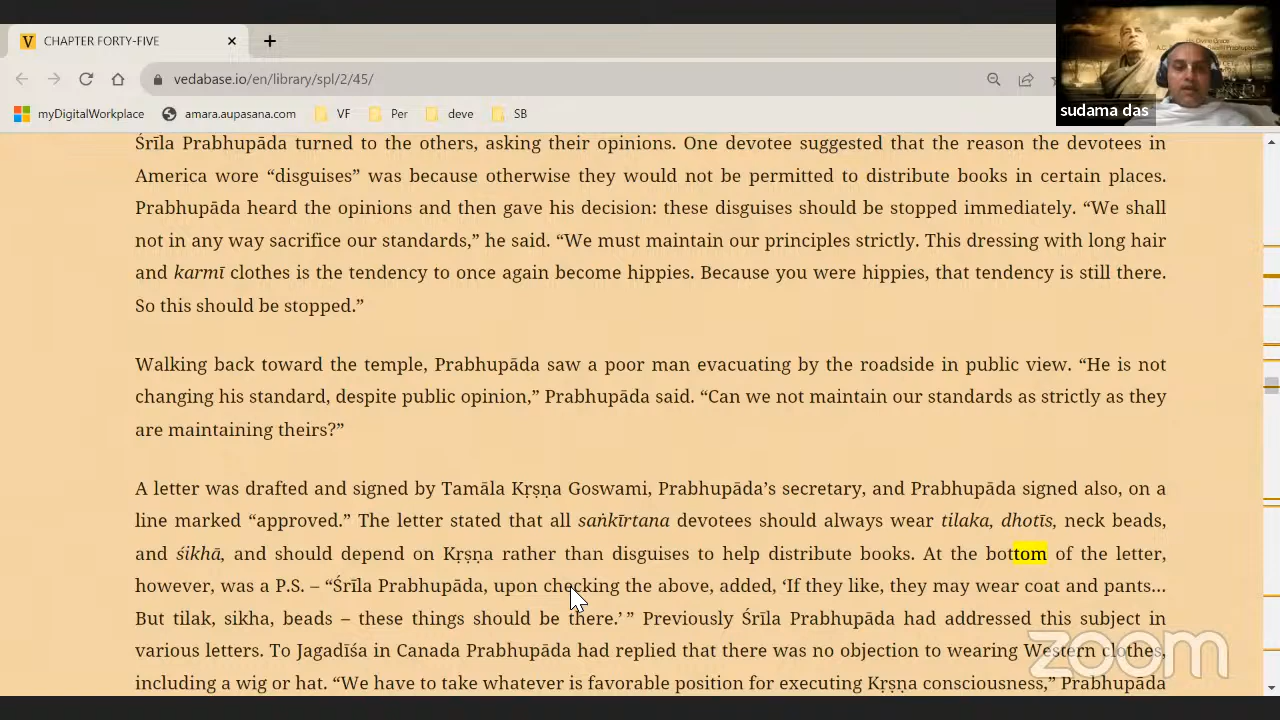 CHAPTER FORTY-FIVE
vedabase.io/en/library/spl/2/45/
myDigitalWorkplace
amara.aupasana.com
VF
Per
deve
SB
sudama das
Śrīla Prabhupāda turned to the others, asking their opinions. One devotee suggested that the reason the devotees in
America wore “disguises” was because otherwise they would not be permitted to distribute books in certain places.
Prabhupāda heard the opinions and then gave his decision: these disguises should be stopped immediately. “We shall
not in any way sacrifice our standards,” he said. “We must maintain our principles strictly. This dressing with long hair
and karmī clothes is the tendency to once again become hippies. Because you were hippies, that tendency is still there.
So this should be stopped.”
Walking back toward the temple, Prabhupāda saw a poor man evacuating by the roadside in public view. “He is not
changing his standard, despite public opinion,” Prabhupāda said. “Can we not maintain our standards as strictly as they
are maintaining theirs?”
A letter was drafted and signed by Tamāla Kṛṣṇa Goswami, Prabhupāda’s secretary, and Prabhupāda signed also, on a
line marked “approved.” The letter stated that all saṅkīrtana devotees should always wear tilaka, dhotīs, neck beads,
and śikhā, and should depend on Kṛṣṇa rather than disguises to help distribute books. At the bottom of the letter,
however, was a P.S. – “Śrīla Prabhupāda, upon checking the above, added, ‘If they like, they may wear coat and pants…
But tilak, sikha, beads – these things should be there.’ ” Previously Śrīla Prabhupāda had addressed this subject in
various letters. To Jagadīśa in Canada Prabhupāda had replied that there was no objection to wearing Western clothes,
including a wig or hat. “We have to take whatever is favorable position for executing Kṛṣṇa consciousness,” Prabhupāda
zoom